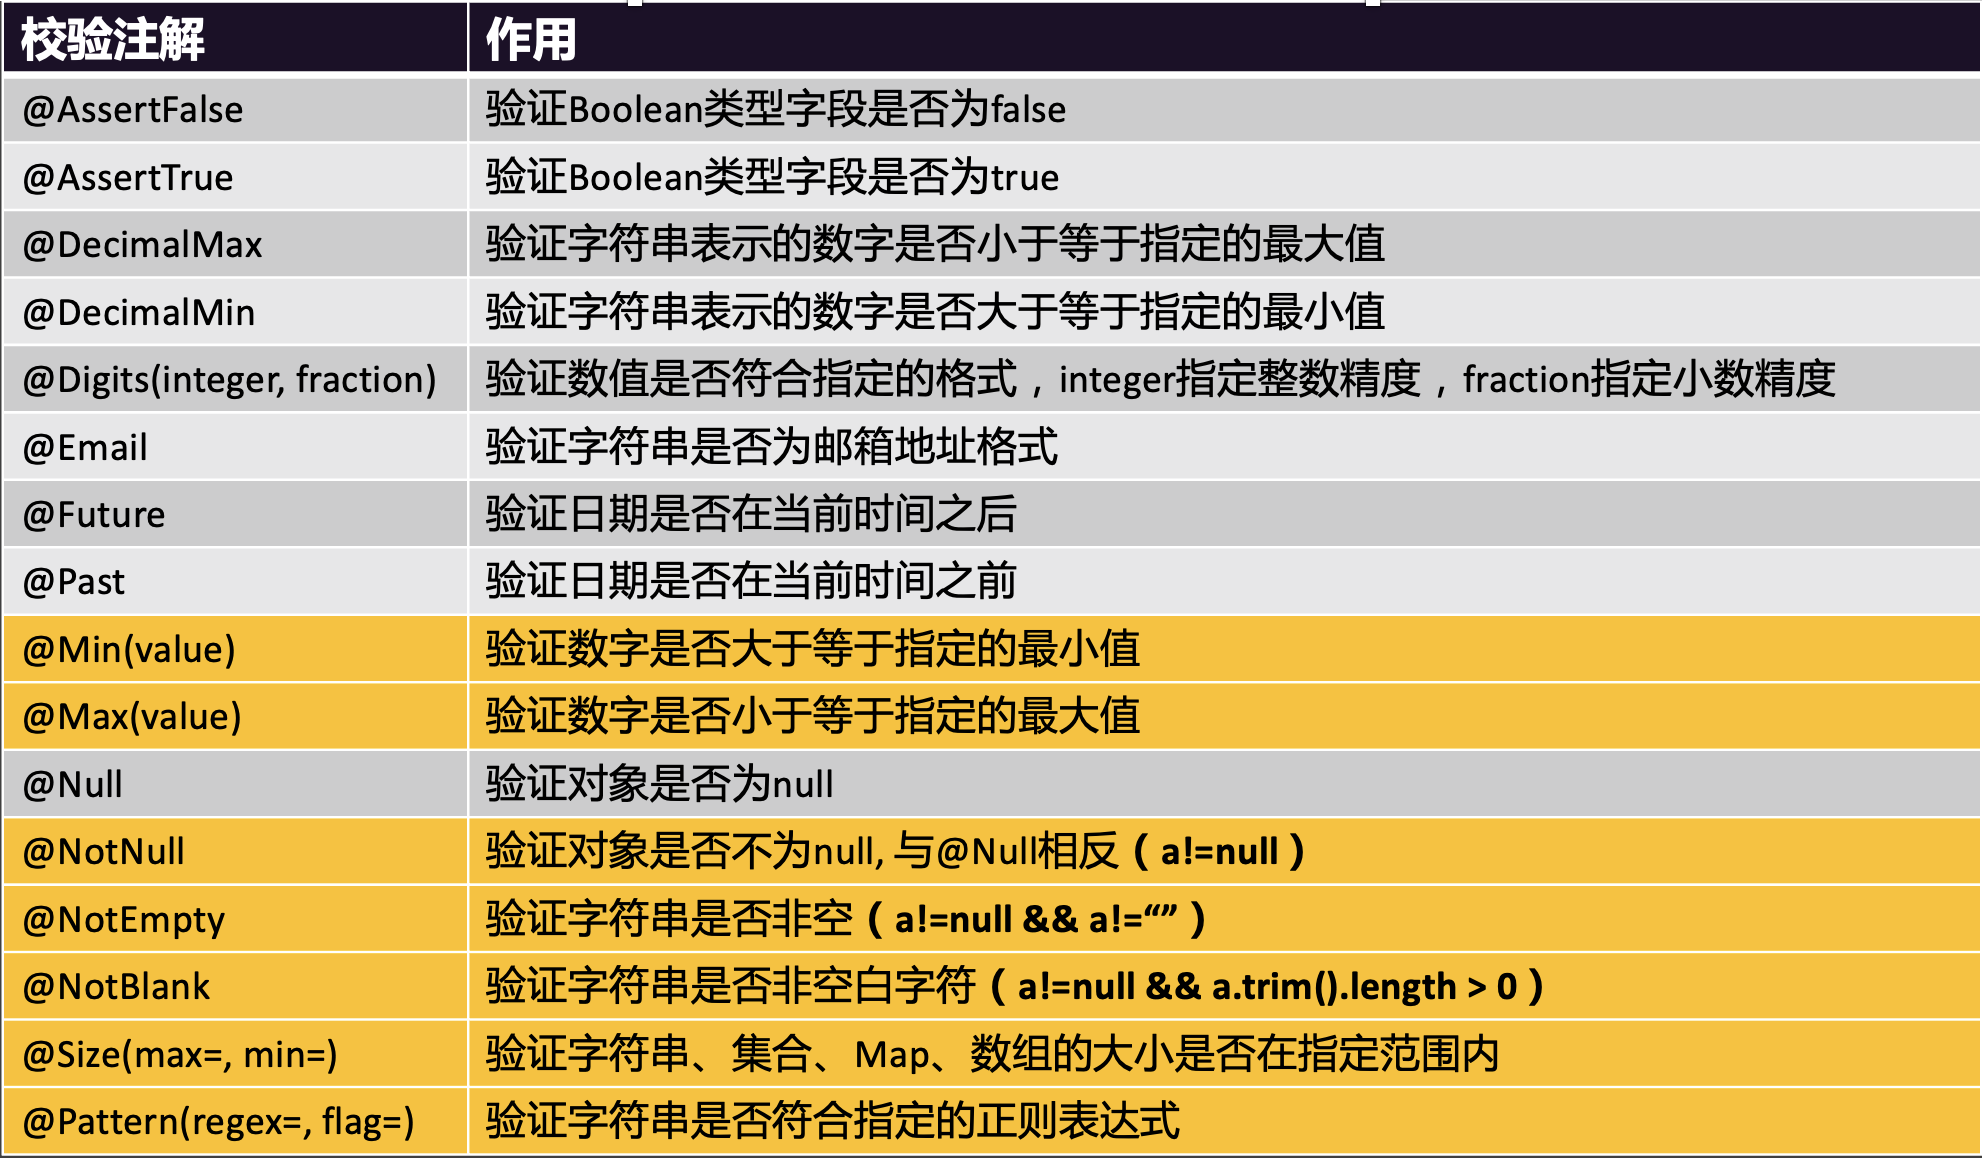 校验注解 作用
@AssertFalse 验证Boolean类型字段是否为false
@AssertTrue 验证Boolean类型字段是否为true
@DecimalMax 验证字符串表示的数字是否小于等于指定的最大值
@DecimalMin 验证字符串表示的数字是否大于等于指定的最小值
@Digits(integer, fraction) 验证数值是否符合指定的格式，integer指定整数精度，fraction指定小数精度
@Email 验证字符串是否为邮箱地址格式
@Future 验证日期是否在当前时间之后
@Past 验证日期是否在当前时间之前
@Min(value) 验证数字是否大于等于指定的最小值
@Max(value) 验证数字是否小于等于指定的最大值
@Null 验证对象是否为null
@NotNull 验证对象是否不为null, 与@Null相反（a!=null）
@NotEmpty 验证字符串是否非空（a!=null && a!=“”）
@NotBlank 验证字符串是否非空白字符（a!=null && a.trim().length > 0）
@Size(max=, min=) 验证字符串、集合、Map、数组的大小是否在指定范围内
@Pattern(regex=, flag=) 验证字符串是否符合指定的正则表达式